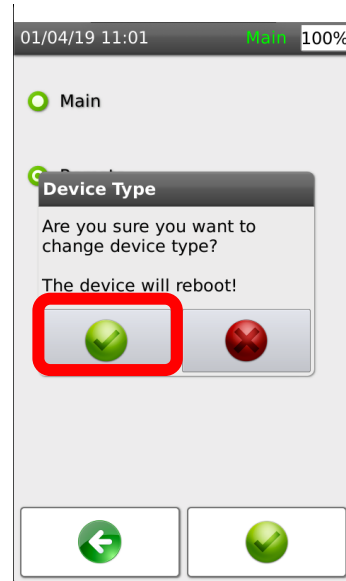 01/04/19 11:01 Main 100%
Main
Device Type
Are you sure you want to
change device type?
The device will reboot!